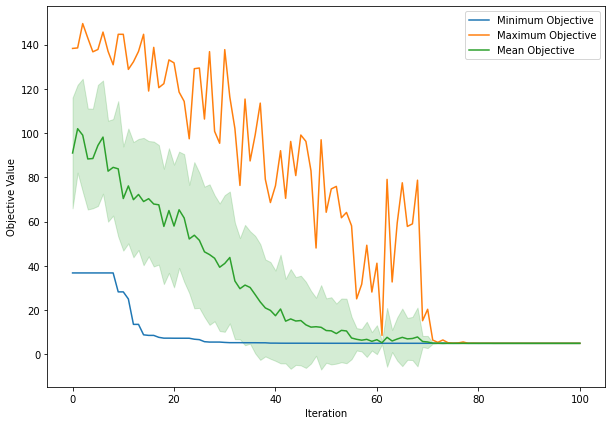 Minimum Objective
Maximum Objective
Mean Objective
140
120
100
80
60
40
20
0
Objective Value
0 20 40 60 80 100
Iteration